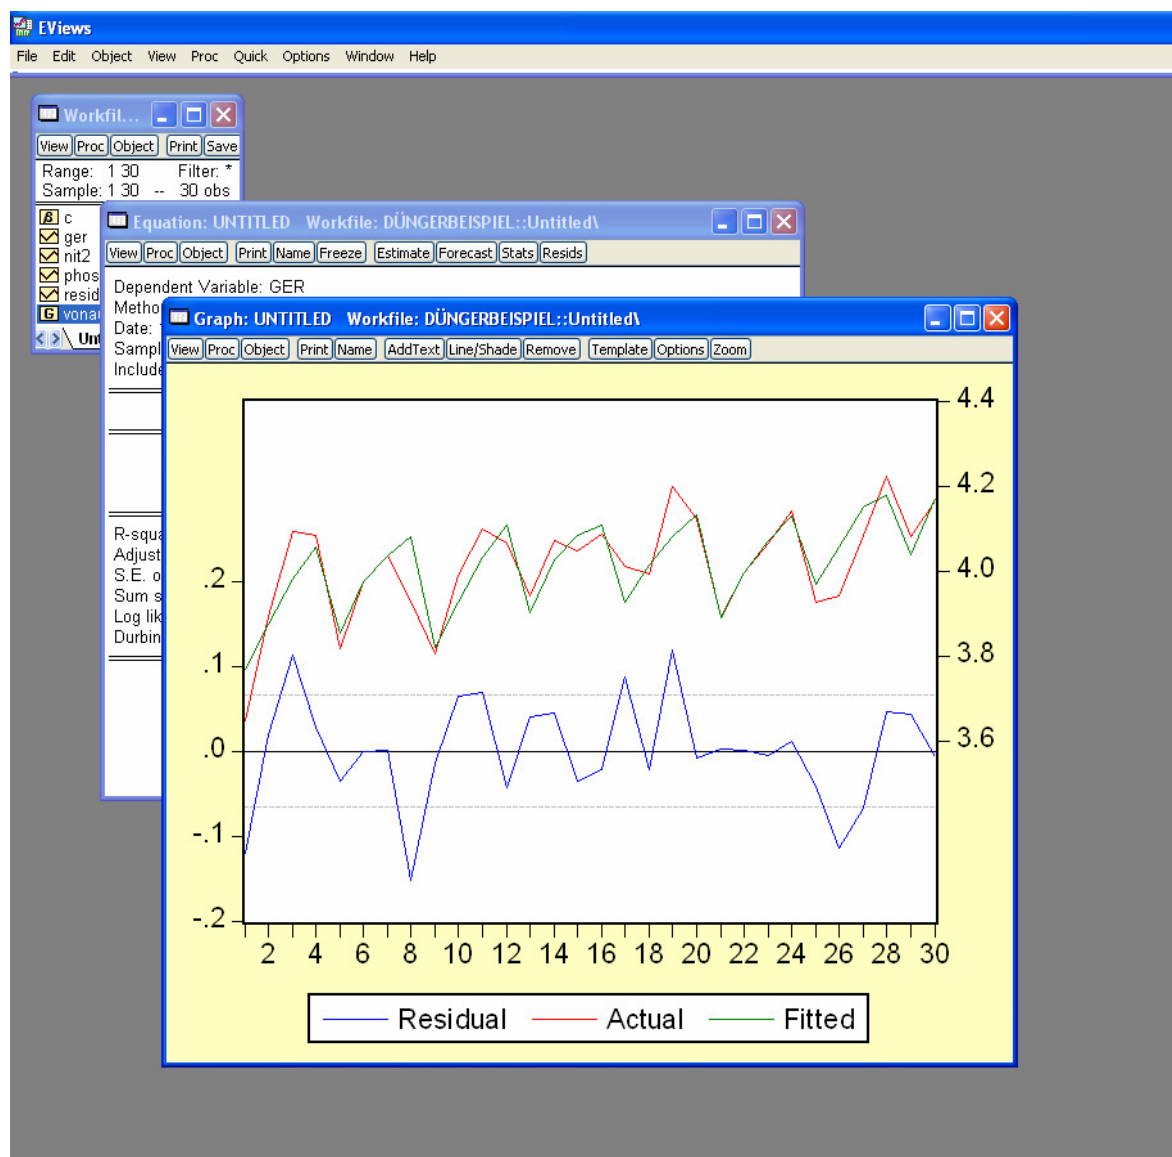 EViews
File Edit Object View Proc Quick Options Window Help
Workfil...
View Proc Object Print Save
Range: 1 30 Filter: *
Sample: 1 30 -- 30 obs
c
ger
nit2
phos
resid
Equation: UNTITLED Workfile: DÜNGERBEISPIEL::Untitled\
View Proc Object Print Name Freeze Estimate Forecast Stats Resids
Dependent Variable: GER
Metho
Date:
Sampl
Include
R-squa
Adjust
S.E. o
Sum s
Log lik
Durbin
Graph: UNTITLED Workfile: DÜNGERBEISPIEL::Untitled\
View Proc Object Print Name AddText Line/Shade Remove Template Options Zoom
4.4
4.2
4.0
3.8
3.6
.2
.1
.0
-.1
-.2
2 4 6 8 10 12 14 16 18 20 22 24 26 28 30
Residual Actual Fitted